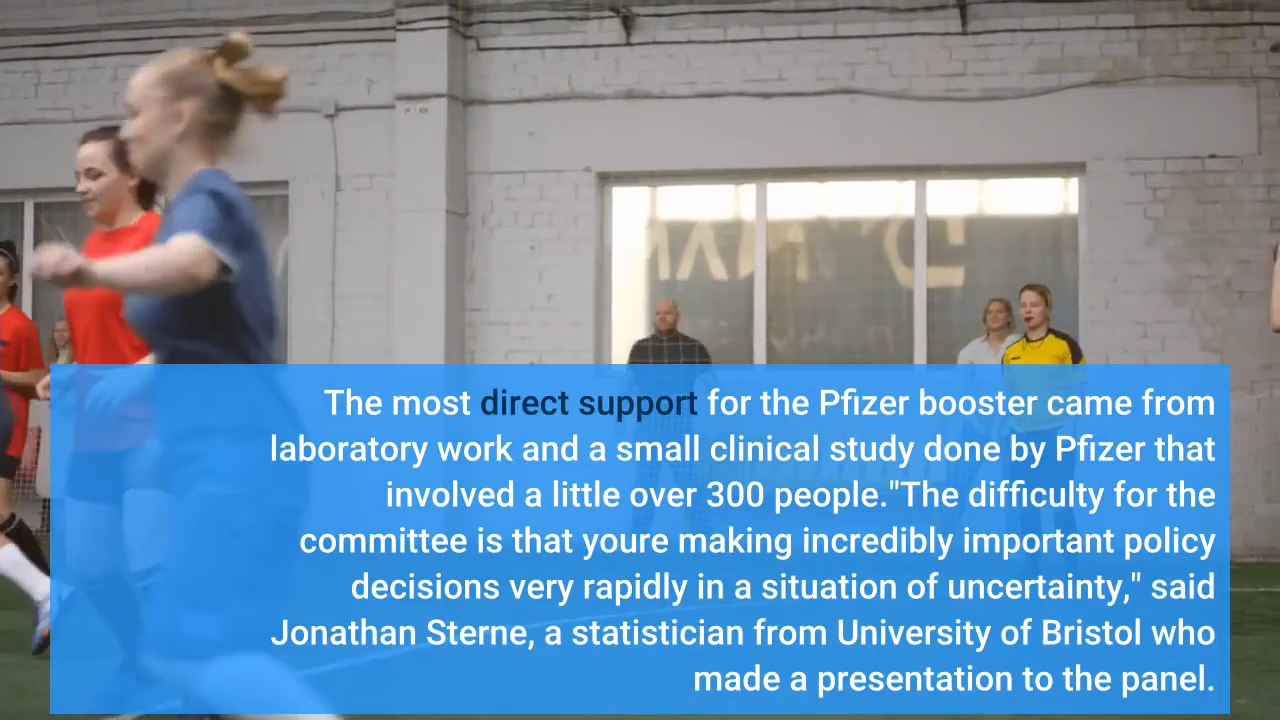 The most direct support for the Pfizer booster came from
laboratory work and a small clinical study done by Pfizer that
involved a little over 300 people."The difficulty for the
committee is that youre making incredibly important policy
decisions very rapidly in a situation of uncertainty," said
Jonathan Sterne, a statistician from University of Bristol who
made a presentation to the panel.